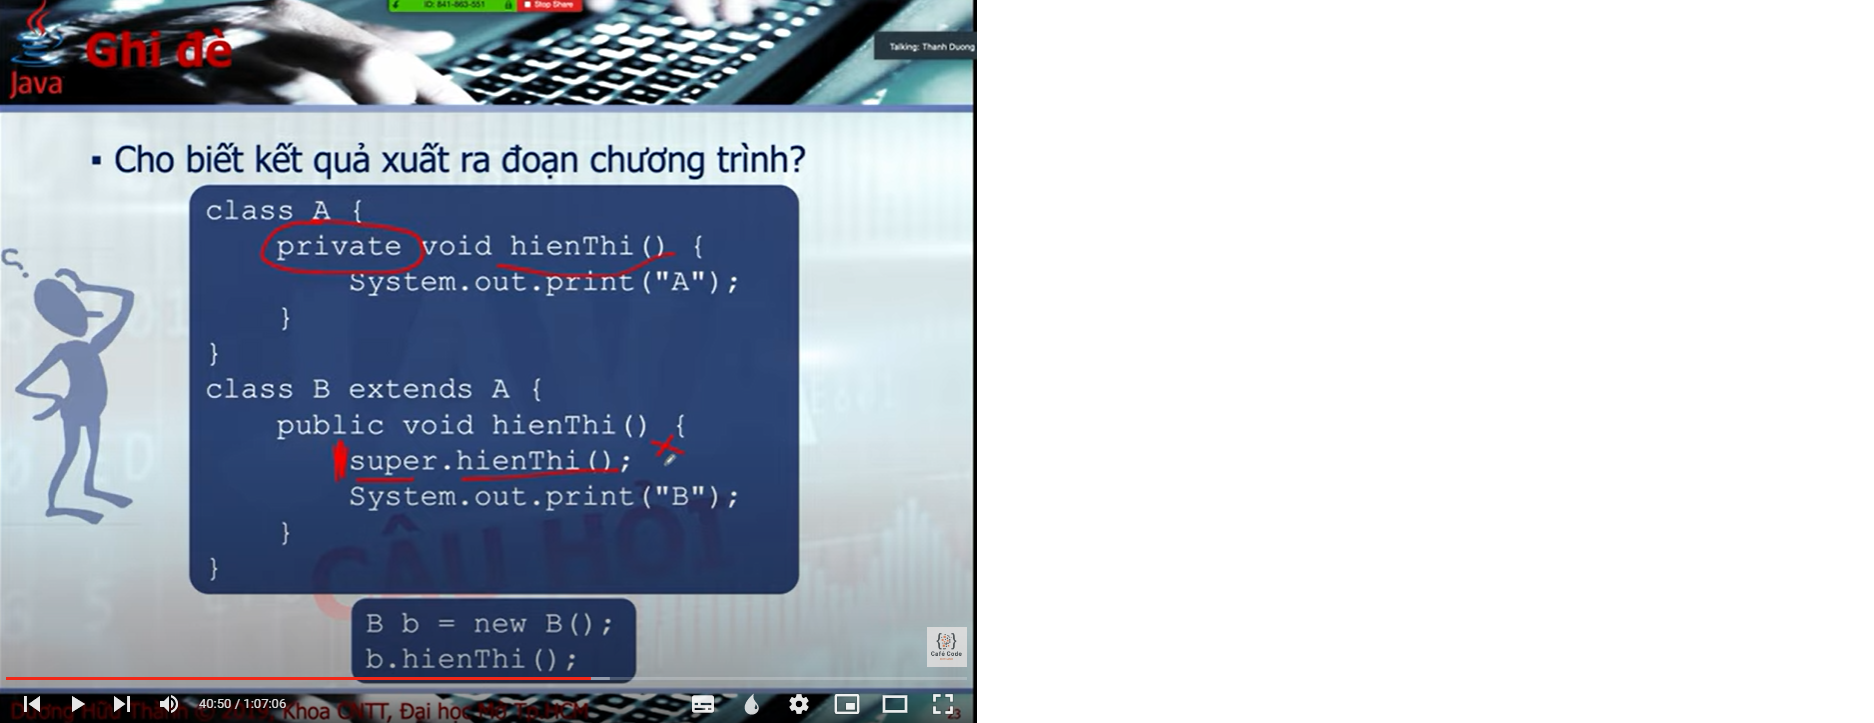 ID: 841-863-551 Stop Share
Talking: Thanh Duong
Java
Ghi đè
▪ Cho biết kết quả xuất ra đoạn chương trình?
class A {
private void hienThi() {
System.out.print("A");
}
}
class B extends A {
public void hienThi() {
super.hienThi();
System.out.print("B");
}
}
CÂU HỎI
B b = new B();
b.hienThi();
{ }
Café Code
40:50 / 1:07:06
Dương Hữu Thành © 2019, Khoa CNTT, Đại học Mở Tp.HCM
23